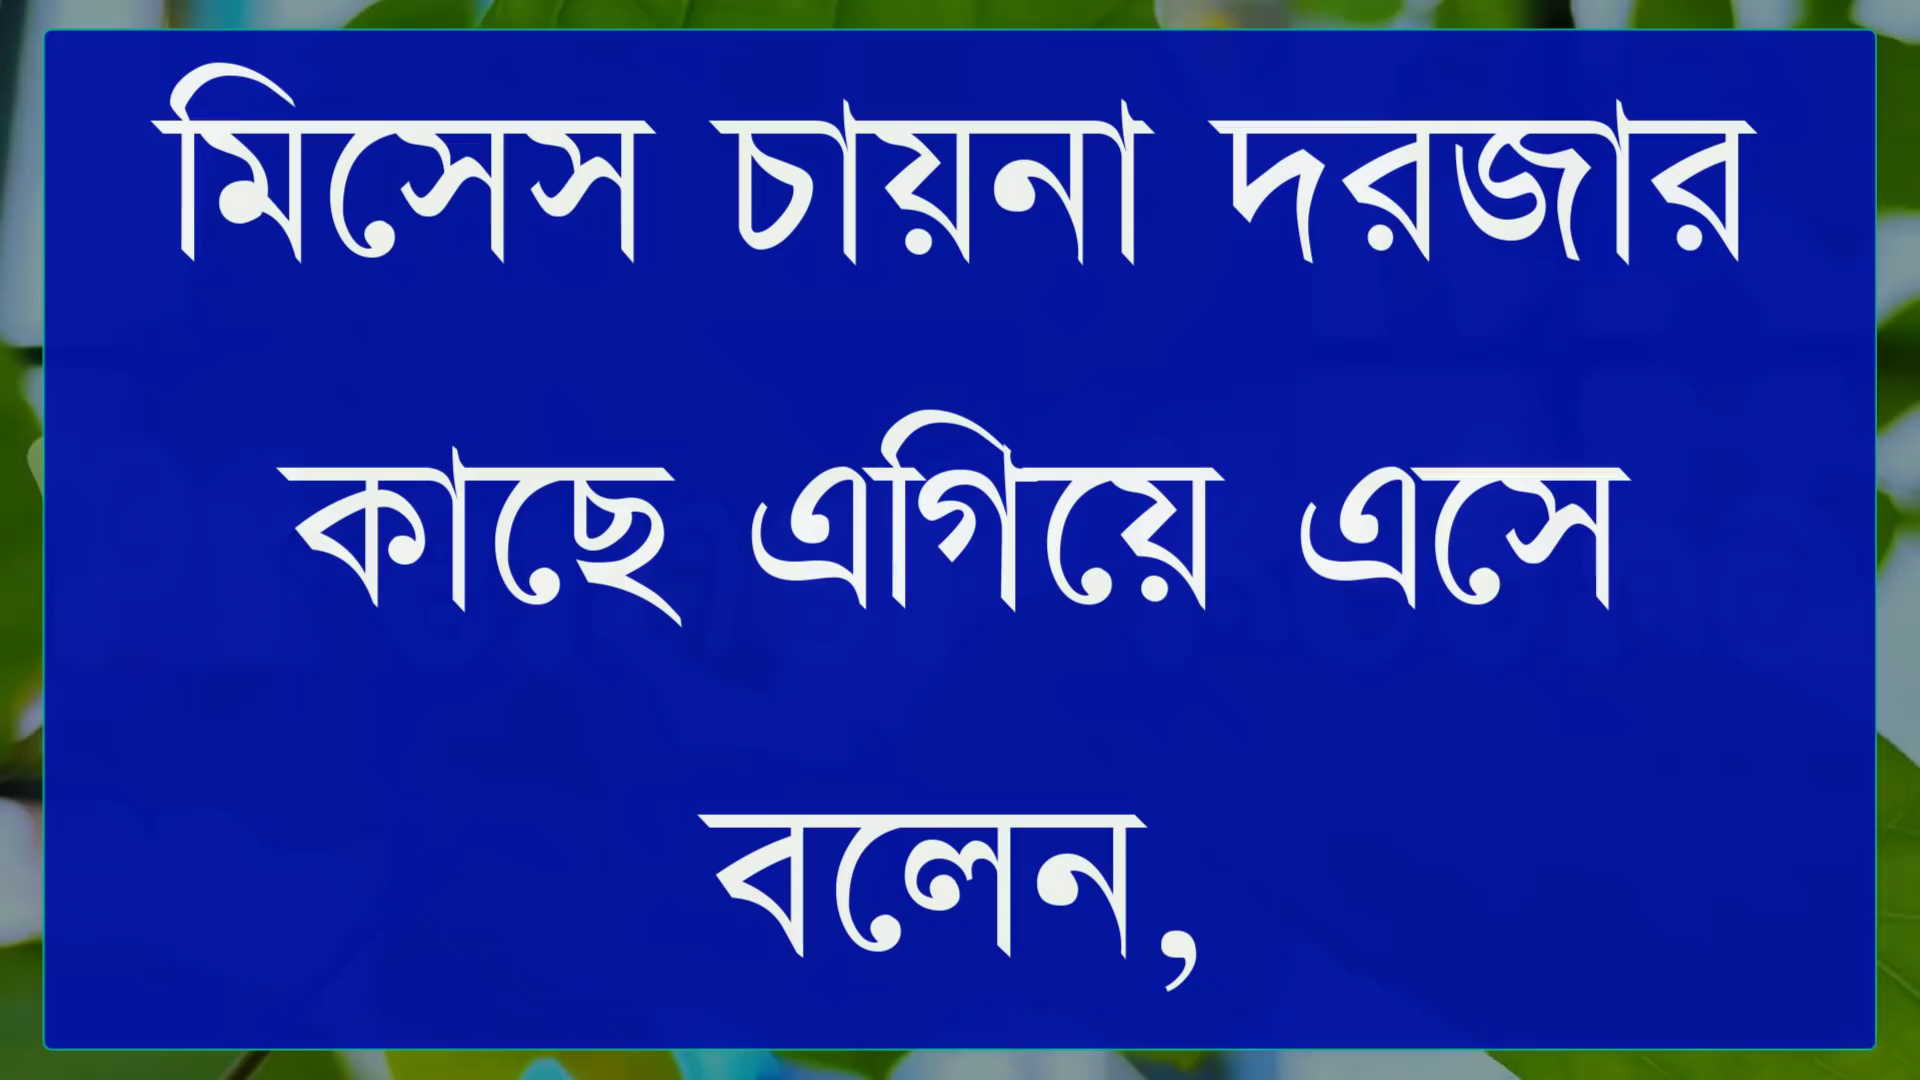 মিসেস চায়না দরজার
কাছে এগিয়ে এসে
বলেন,